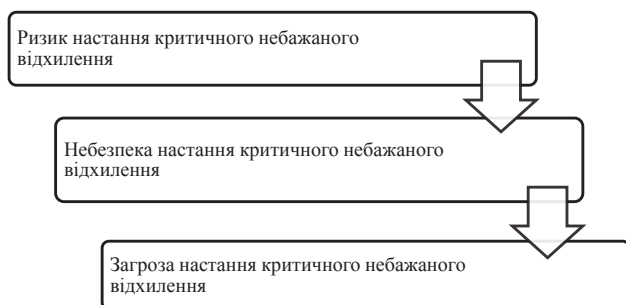 Ризик настання критичного небажаного
відхилення
Небезпека настання критичного небажаного
відхилення
Загроза настання критичного небажаного
відхилення